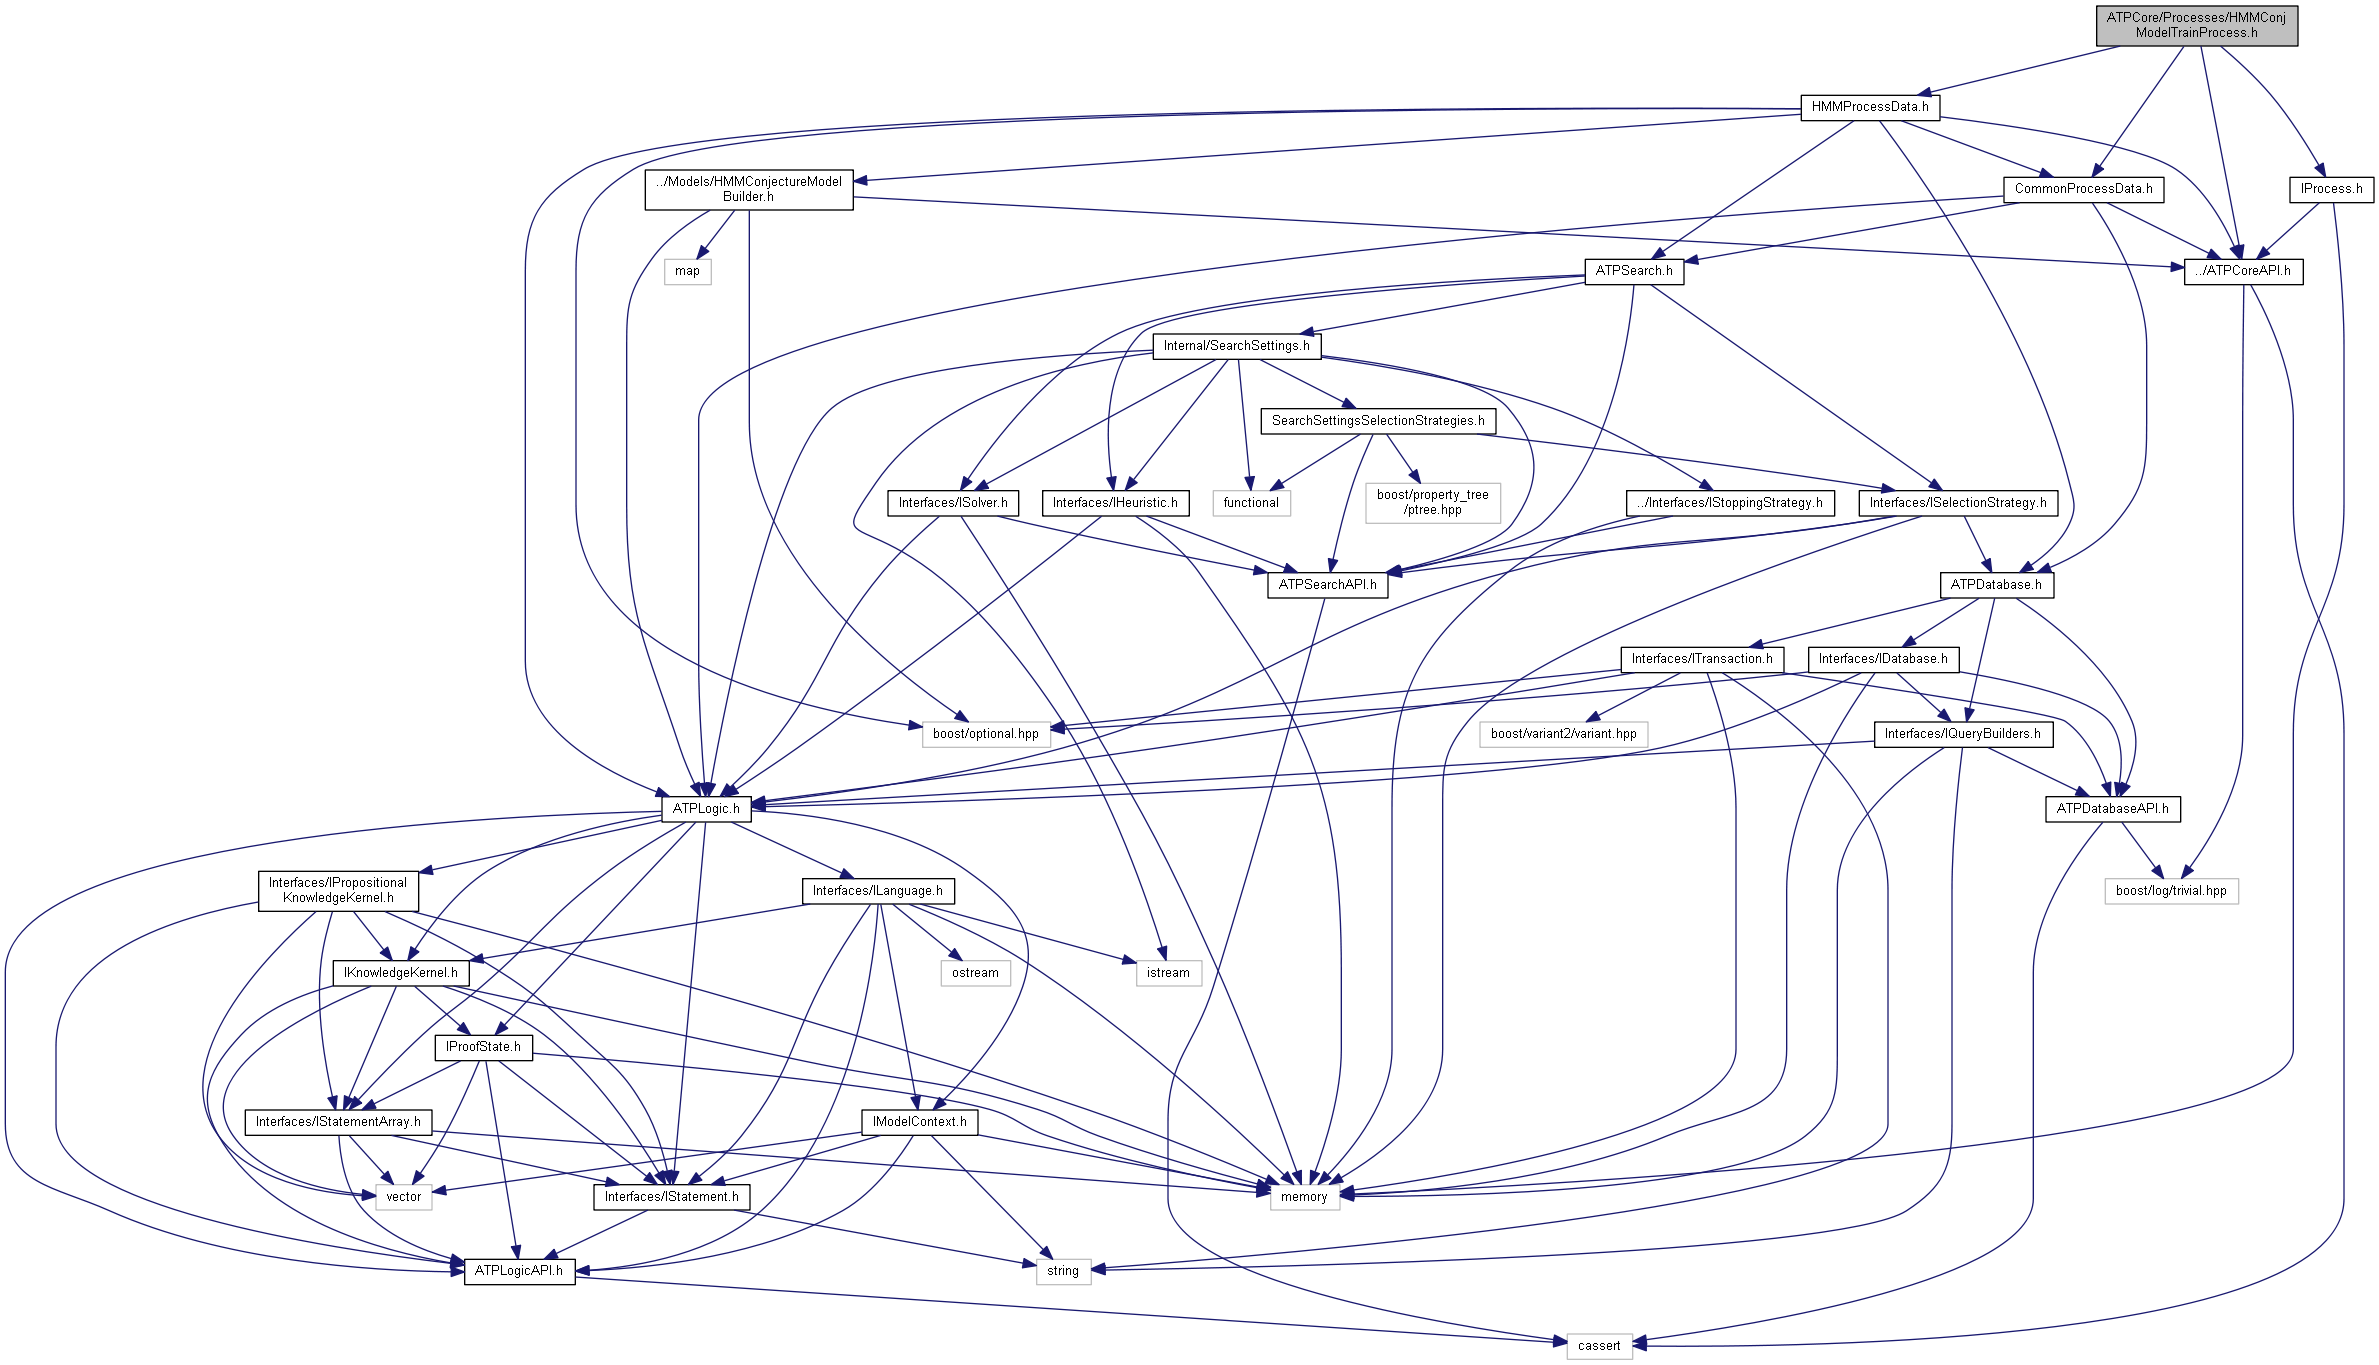 ATPCore/Processes/HMMConj
ModelTrainProcess.h
HMMProcessData.h
../Models/HMMConjectureModel
Builder.h
CommonProcessData.h
IProcess.h
map
ATPSearch.h
../ATPCoreAPI.h
Internal/SearchSettings.h
SearchSettingsSelectionStrategies.h
Interfaces/ISolver.h
Interfaces/IHeuristic.h
functional
boost/property_tree
/ptree.hpp
../Interfaces/IStoppingStrategy.h
Interfaces/ISelectionStrategy.h
ATPSearchAPI.h
ATPDatabase.h
Interfaces/ITransaction.h
Interfaces/IDatabase.h
boost/optional.hpp
boost/variant2/variant.hpp
Interfaces/IQueryBuilders.h
ATPLogic.h
ATPDatabaseAPI.h
Interfaces/IPropositional
KnowledgeKernel.h
Interfaces/ILanguage.h
boost/log/trivial.hpp
IKnowledgeKernel.h
ostream
istream
IProofState.h
Interfaces/IStatementArray.h
IModelContext.h
vector
Interfaces/IStatement.h
memory
ATPLogicAPI.h
string
cassert